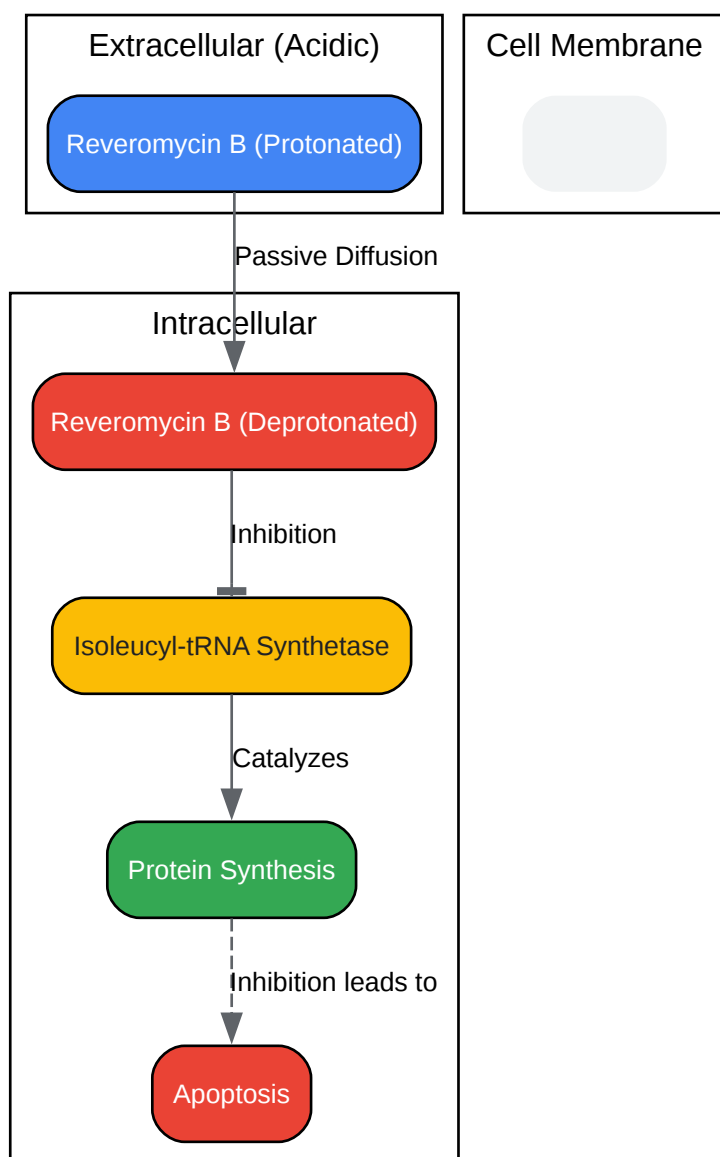 Extracellular (Acidic)
Cell Membrane
Reveromycin B (Protonated)
Passive Diffusion
Intracellular
Reveromycin B (Deprotonated)
Inhibition
Isoleucyl-tRNA Synthetase
Catalyzes
Protein Synthesis
Inhibition leads to
Apoptosis